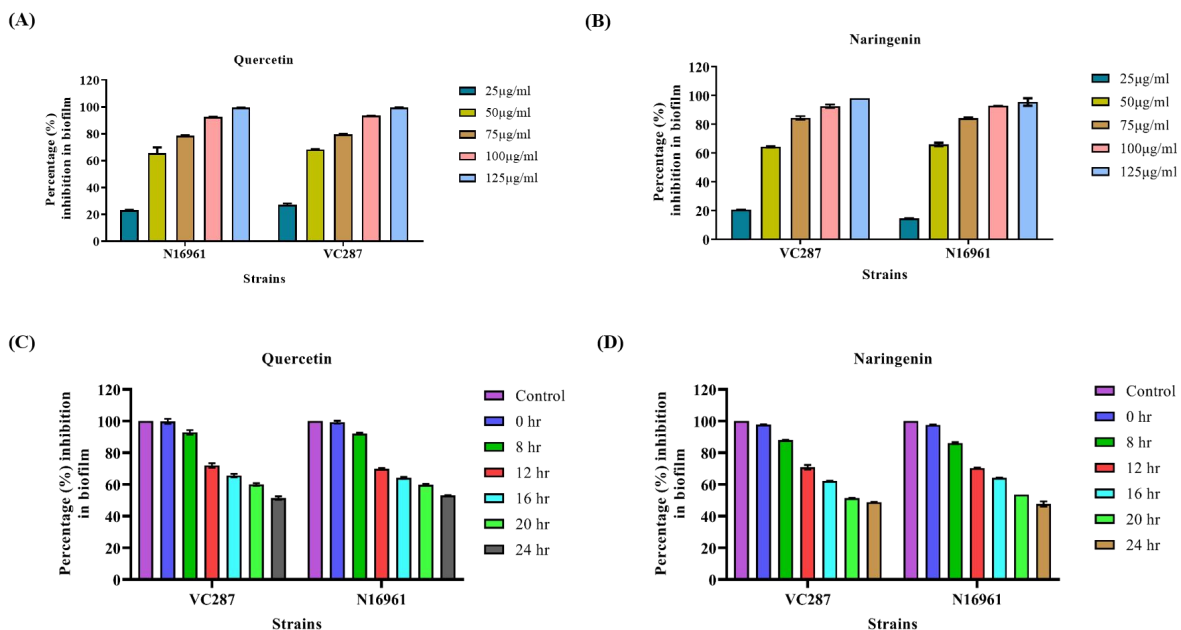 (A)
Quercetin
Percentage (%)
inhibition in biofilm
120
100
80
60
40
20
0
N16961
VC287
Strains
25µg/ml
50µg/ml
75µg/ml
100µg/ml
125µg/ml
(B)
Naringenin
Percentage (%)
inhibition in biofilm
120
100
80
60
40
20
0
VC287
N16961
Strains
25µg/ml
50µg/ml
75µg/ml
100µg/ml
125µg/ml
(C)
Quercetin
Percentage (%) inhibition
in biofilm
120
100
80
60
40
20
0
VC287
N16961
Strains
Control
0 hr
8 hr
12 hr
16 hr
20 hr
24 hr
(D)
Naringenin
Percentage (%) inhibition
in biofilm
120
100
80
60
40
20
0
VC287
N16961
Strains
Control
0 hr
8 hr
12 hr
16 hr
20 hr
24 hr